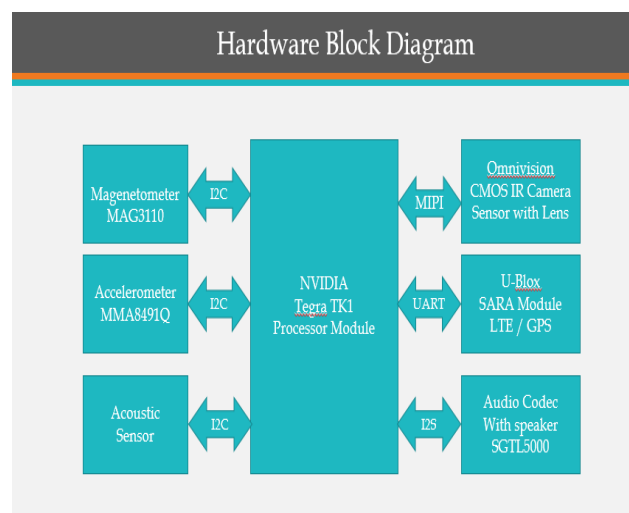 Hardware Block Diagram
Magenetometer
MAG3110
I2C
Accelerometer
MMA8491Q
I2C
Acoustic
Sensor
I2C
NVIDIA
Tegra TK1
Processor Module
MIPI
Omnivision
CMOS IR Camera
Sensor with Lens
UART
U-Blox
SARA Module
LTE / GPS
I2S
Audio Codec
With speaker
SGTL5000